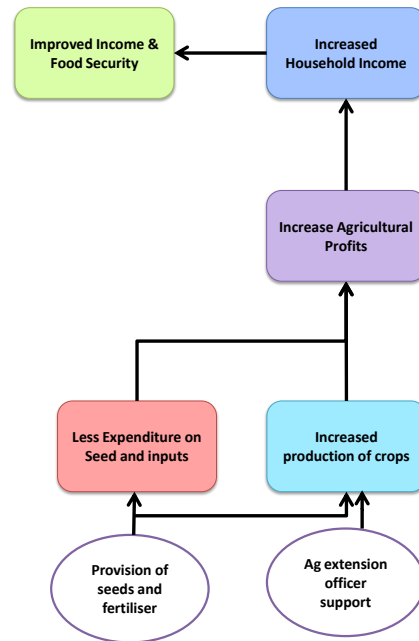 Improved Income &
Food Security
Increased
Household Income
Increase Agricultural
Profits
Less Expenditure on
Seed and inputs
Increased
production of crops
Provision of
seeds and
fertiliser
Ag extension
officer
support